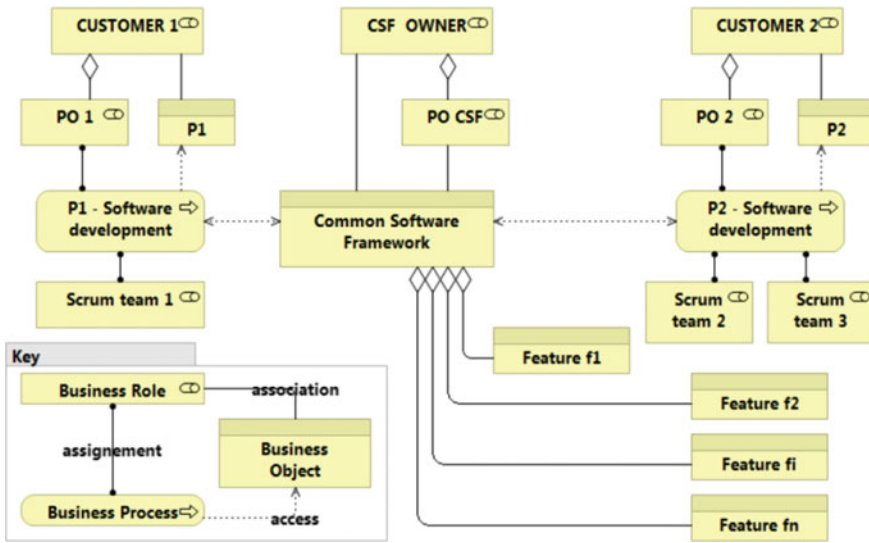 CUSTOMER 1
CSF OWNER
CUSTOMER 2
PO 1
P1
PO CSF
PO 2
P2
P1 - Software
development
Common Software
Framework
P2 - Software
development
Scrum team 1
Scrum
team 2
Scrum
team 3
Feature f1
Feature f2
Feature fi
Feature fn
Key
Business Role
association
assignement
Business
Object
Business Process
access